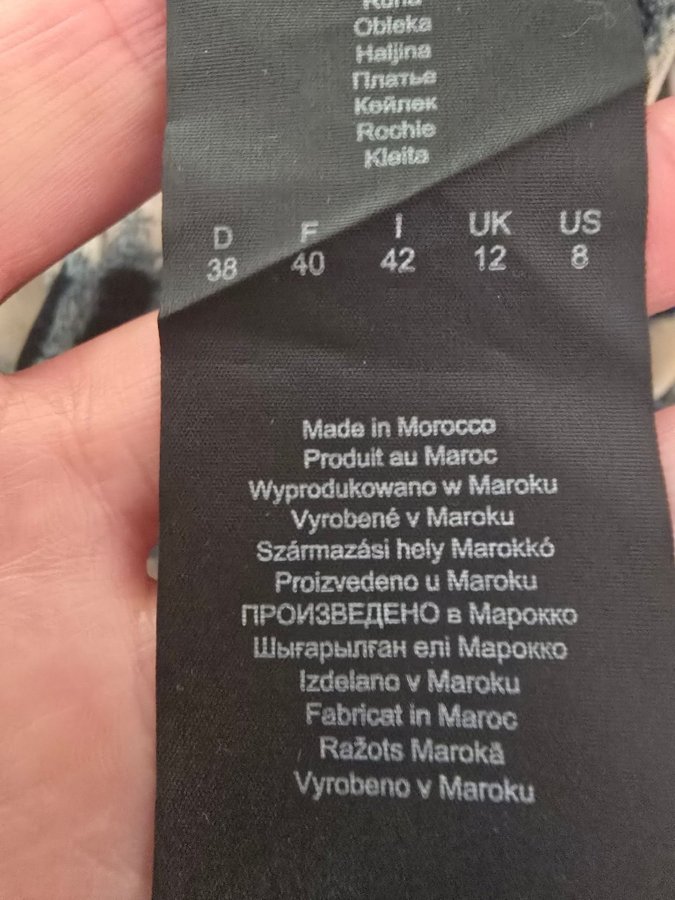 Ruha
Obleka
Haljina
Платье
Көйлек
Rochie
Kleita
D F I UK US
38 40 42 12 8
Made in Morocco
Produit au Maroc
Wyprodukowano w Maroku
Vyrobené v Maroku
Származási hely Marokkó
Proizvedeno u Maroku
ПРОИЗВЕДЕНО в Марокко
Шығарылған елі Марокко
Izdelano v Maroku
Fabricat in Maroc
Ražots Marokā
Vyrobeno v Maroku